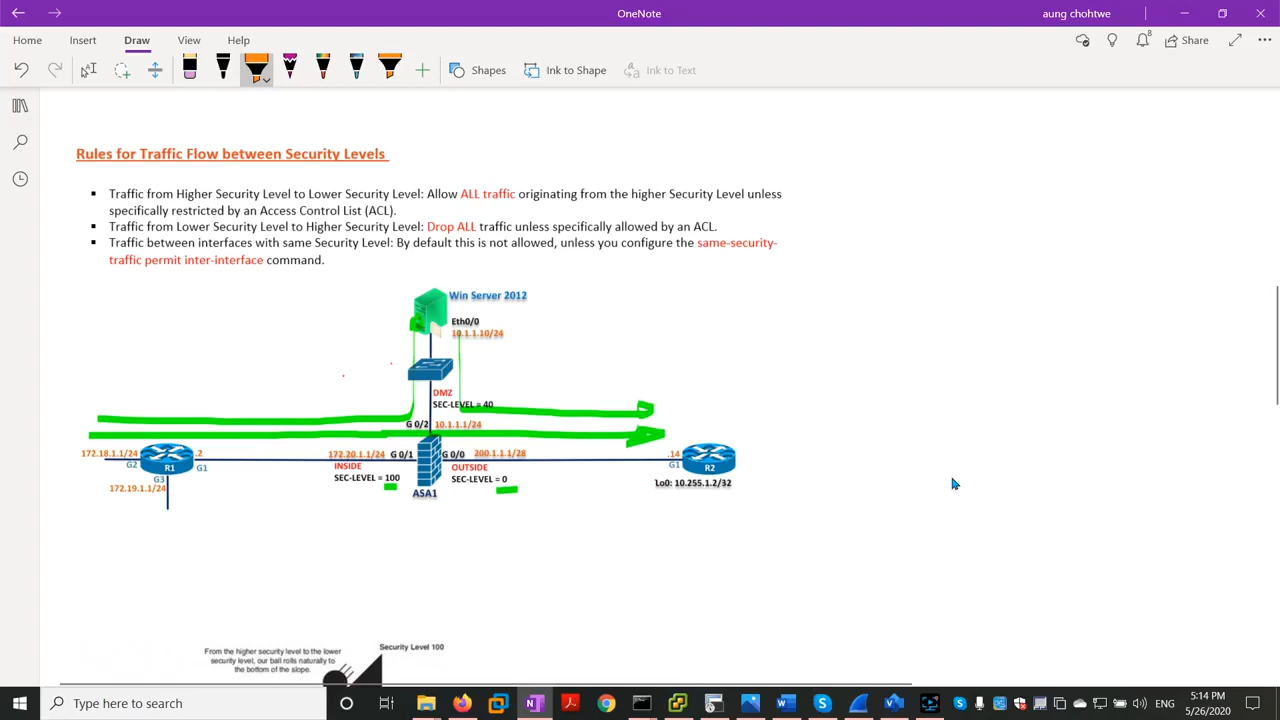 OneNote
aung chohtwe
Home
Insert
Draw
View
Help
8
Share
Shapes
Ink to Shape
Ink to Text
Rules for Traffic Flow between Security Levels
Traffic from Higher Security Level to Lower Security Level: Allow ALL traffic originating from the higher Security Level unless
specifically restricted by an Access Control List (ACL).
Traffic from Lower Security Level to Higher Security Level: Drop ALL traffic unless specifically allowed by an ACL.
Traffic between interfaces with same Security Level: By default this is not allowed, unless you configure the same-security-
traffic permit inter-interface command.
Win Server 2012
Eth0/0
10.1.1.10/24
DMZ
SEC-LEVEL = 40
G 0/2 10.1.1.1/24
172.18.1.1/24 .2 172.20.1.1/24 G 0/1 G 0/0 200.1.1.1/28 .14
G2 R1 G1 INSIDE OUTSIDE G1 R2
G3 SEC-LEVEL = 100 SEC-LEVEL = 0 Lo0: 10.255.1.2/32
172.19.1.1/24 ASA1
From the higher security level to the lower Security Level 100
security level, our ball rolls naturally to
the bottom of the slope.
Type here to search
5:14 PM
5/26/2020